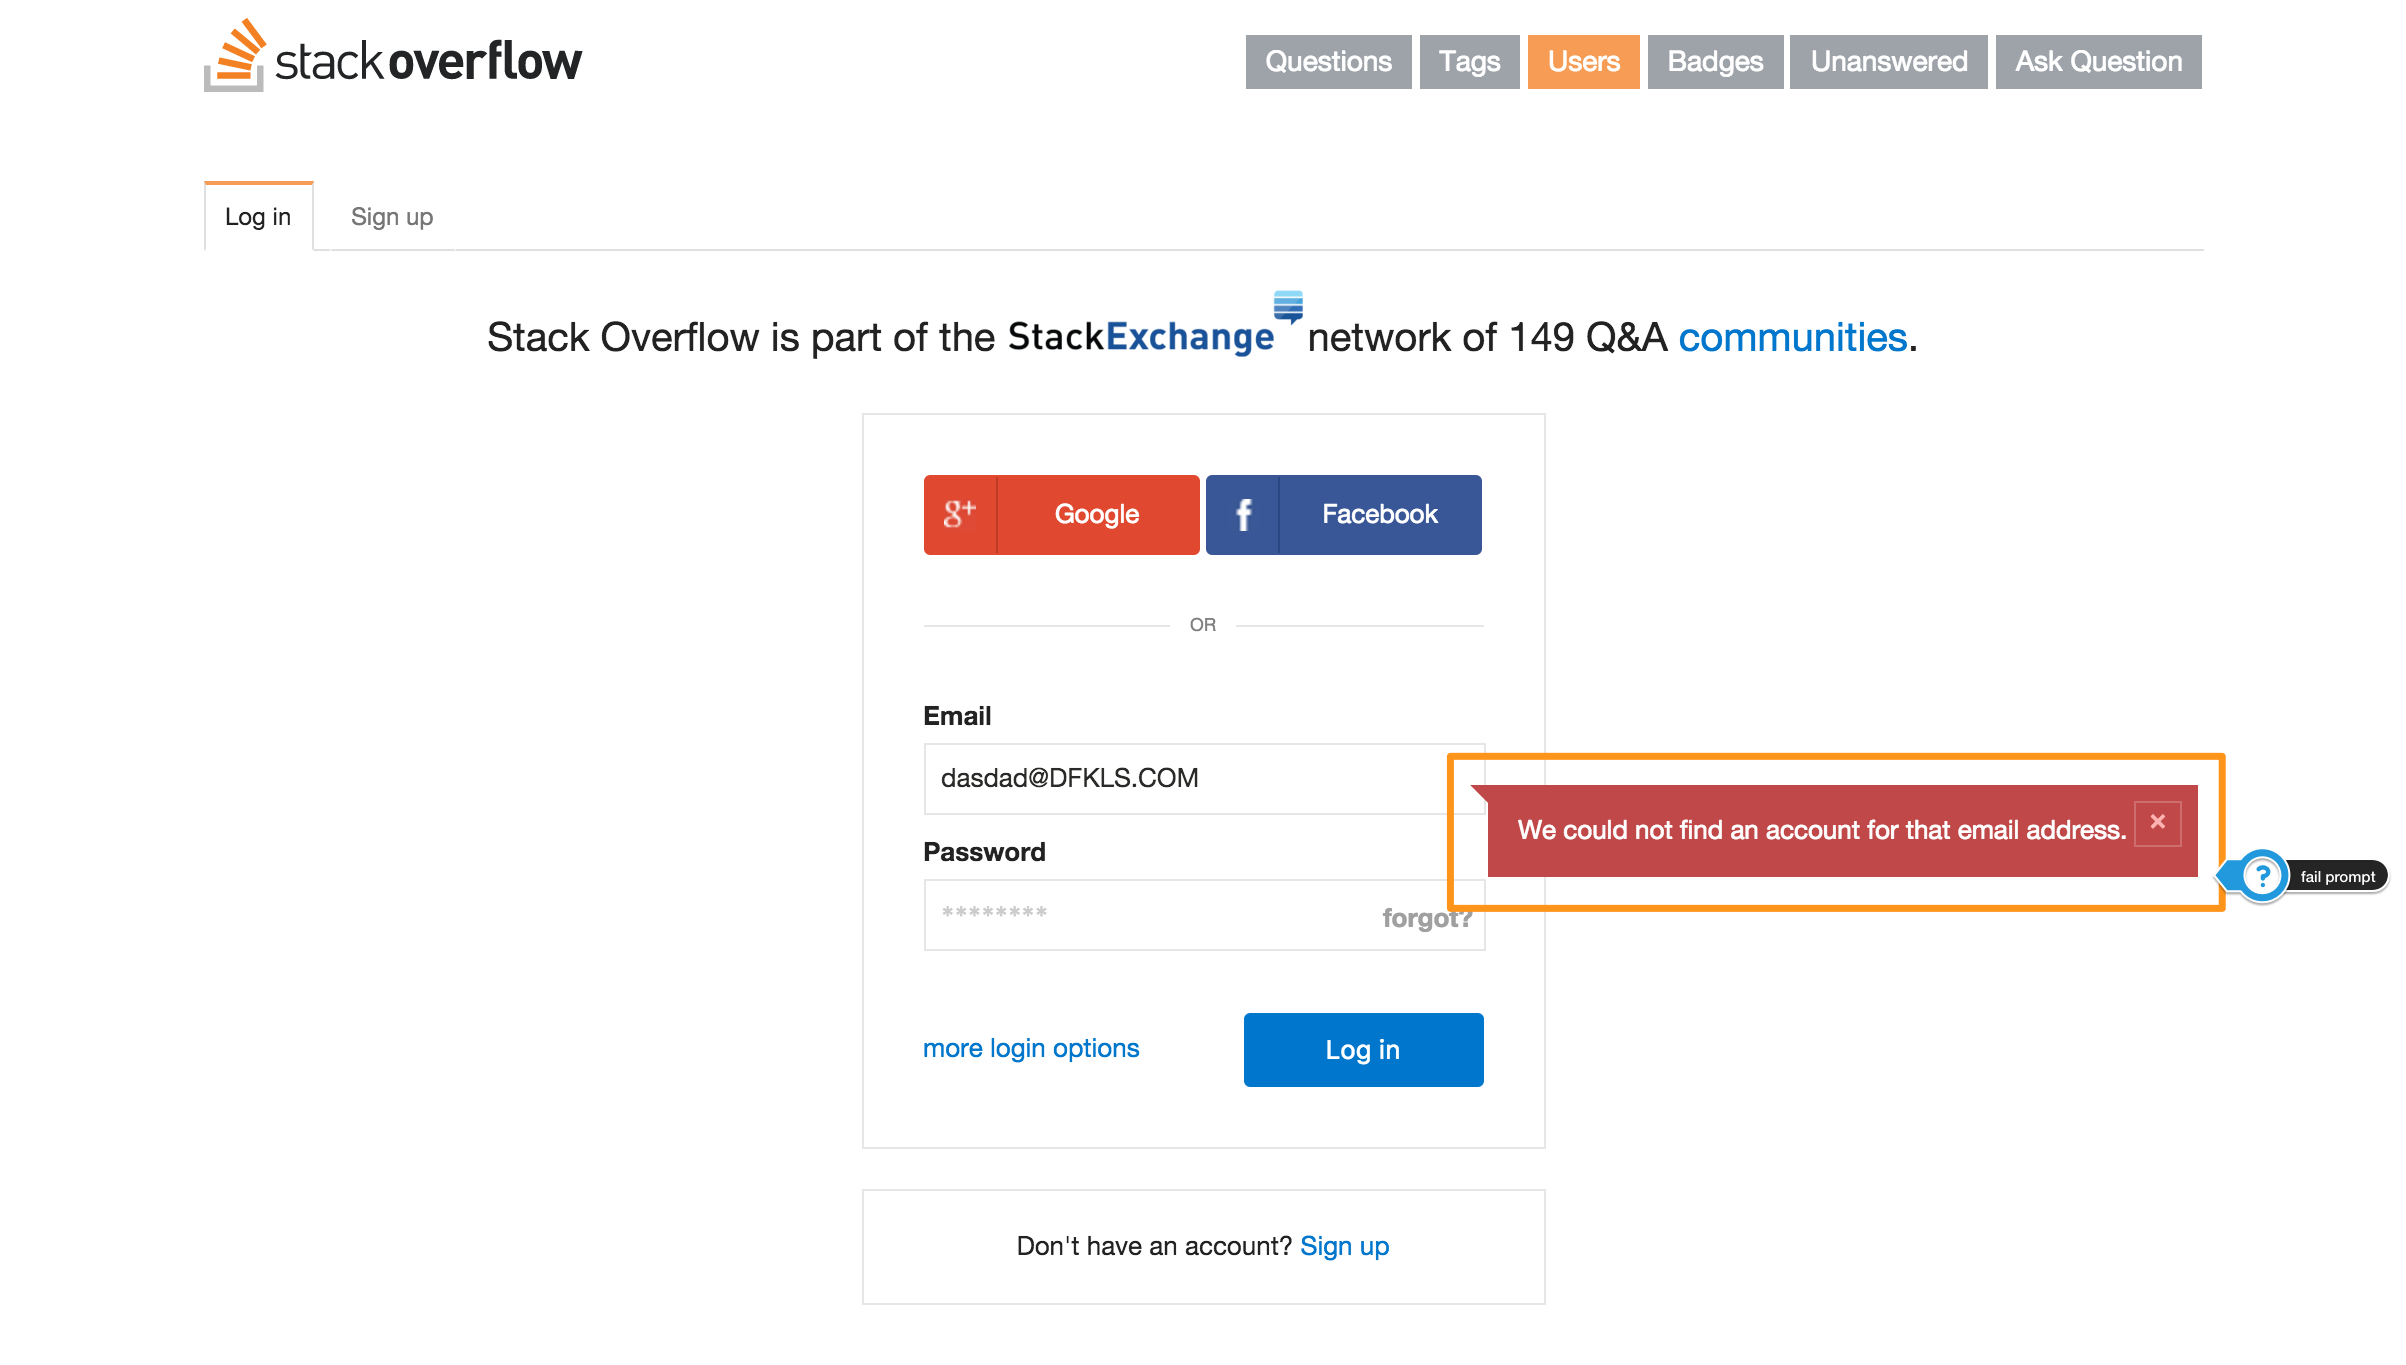 stackoverflow
Questions Tags Users Badges Unanswered Ask Question
Log in Sign up
Stack Overflow is part of the StackExchange network of 149 Q&A communities.
g+ Google f Facebook
OR
Email
dasdad@DFKLS.COM
We could not find an account for that email address. ×
Password
? fail prompt
******** forgot?
more login options Log in
Don't have an account? Sign up